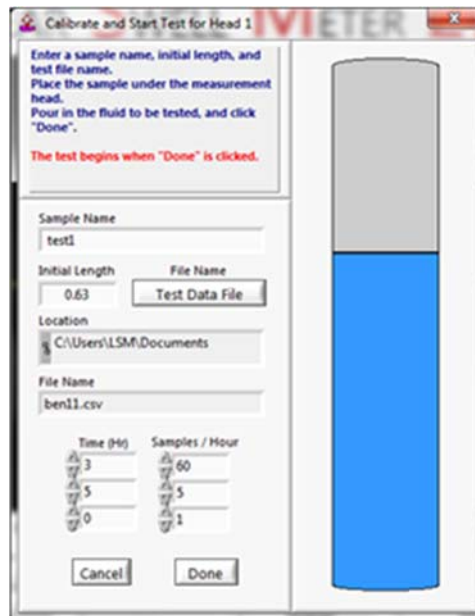 Calibrate and Start Test for Head 1
SWELL METER
Enter a sample name, initial length, and
test file name.
Place the sample under the measurement
head.
Pour in the fluid to be tested, and click
"Done".
The test begins when "Done" is clicked.
Sample Name
test1
Initial Length File Name
0.63 Test Data File
Location
C:\Users\LSM\Documents
File Name
ben11.csv
Time (Hr) Samples / Hour
3 60
5 5
0 1
Cancel Done